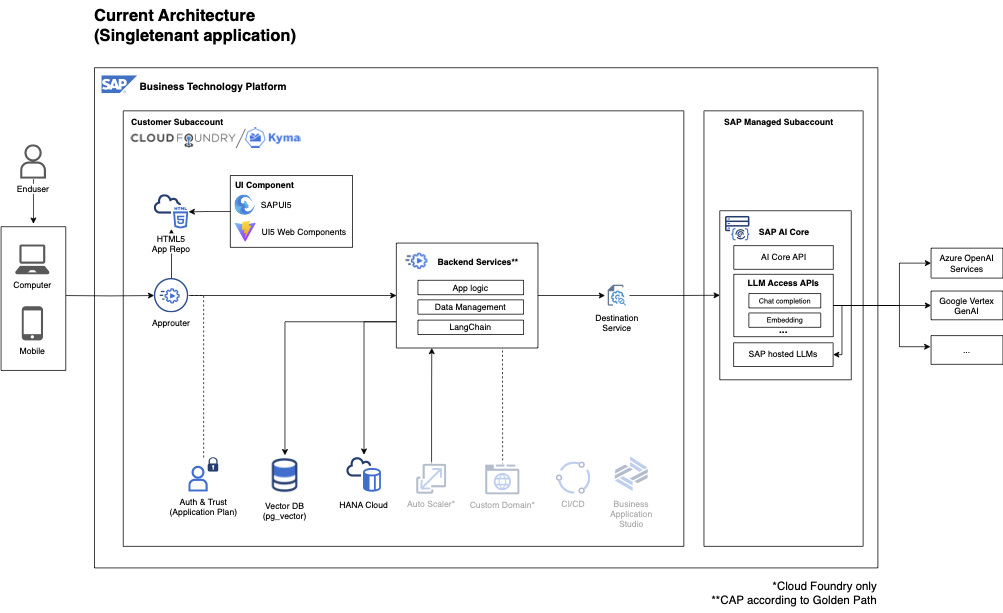 Current Architecture
(Singletenant application)
SAP
Business Technology Platform
Customer Subaccount
CLOUDFOUNDRY
Kyma
SAP Managed Subaccount
Enduser
Computer
Mobile
UI Component
SAPUI5
UI5 Web Components
HTML
5
HTML5
App Repo
Approuter
Backend Services**
App logic
Data Management
LangChain
Destination
Service
SAP AI Core
AI Core API
LLM Access APIs
Chat completion
Embedding
...
SAP hosted LLMs
Azure OpenAI
Services
Google Vertex
GenAI
...
Auth & Trust
(Application Plan)
Vector DB
(pg_vector)
HANA Cloud
Auto Scaler*
Custom Domain*
CI/CD
Business
Application
Studio
*Cloud Foundry only
**CAP according to Golden Path